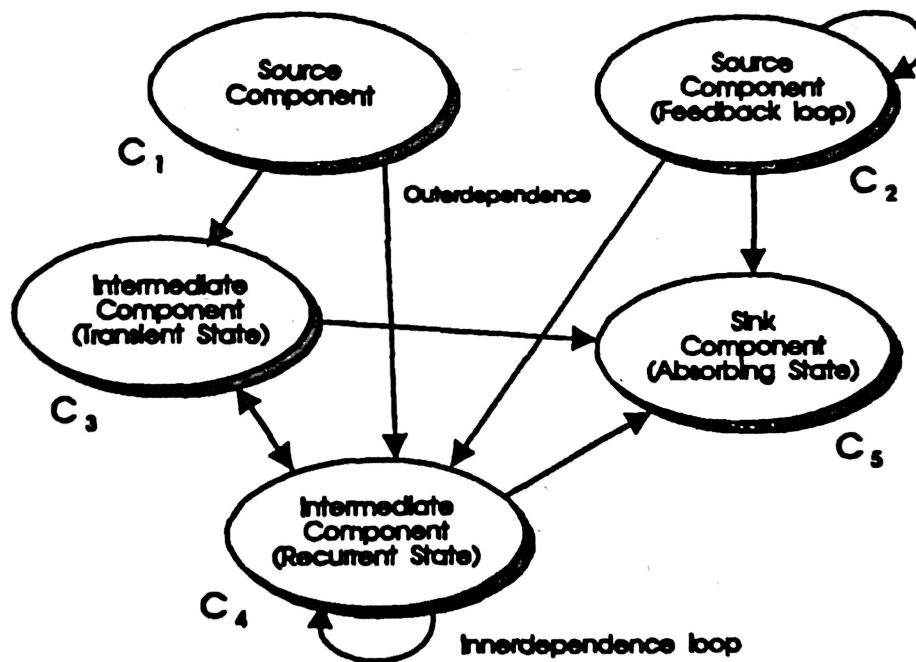 Source
Component
C1
Source
Component
(Feedback loop)
C2
Outerdependence
Intermediate
Component
(Transient State)
C3
Sink
Component
(Absorbing State)
C5
Intermediate
Component
(Recurrent State)
C4
Innerdependence loop